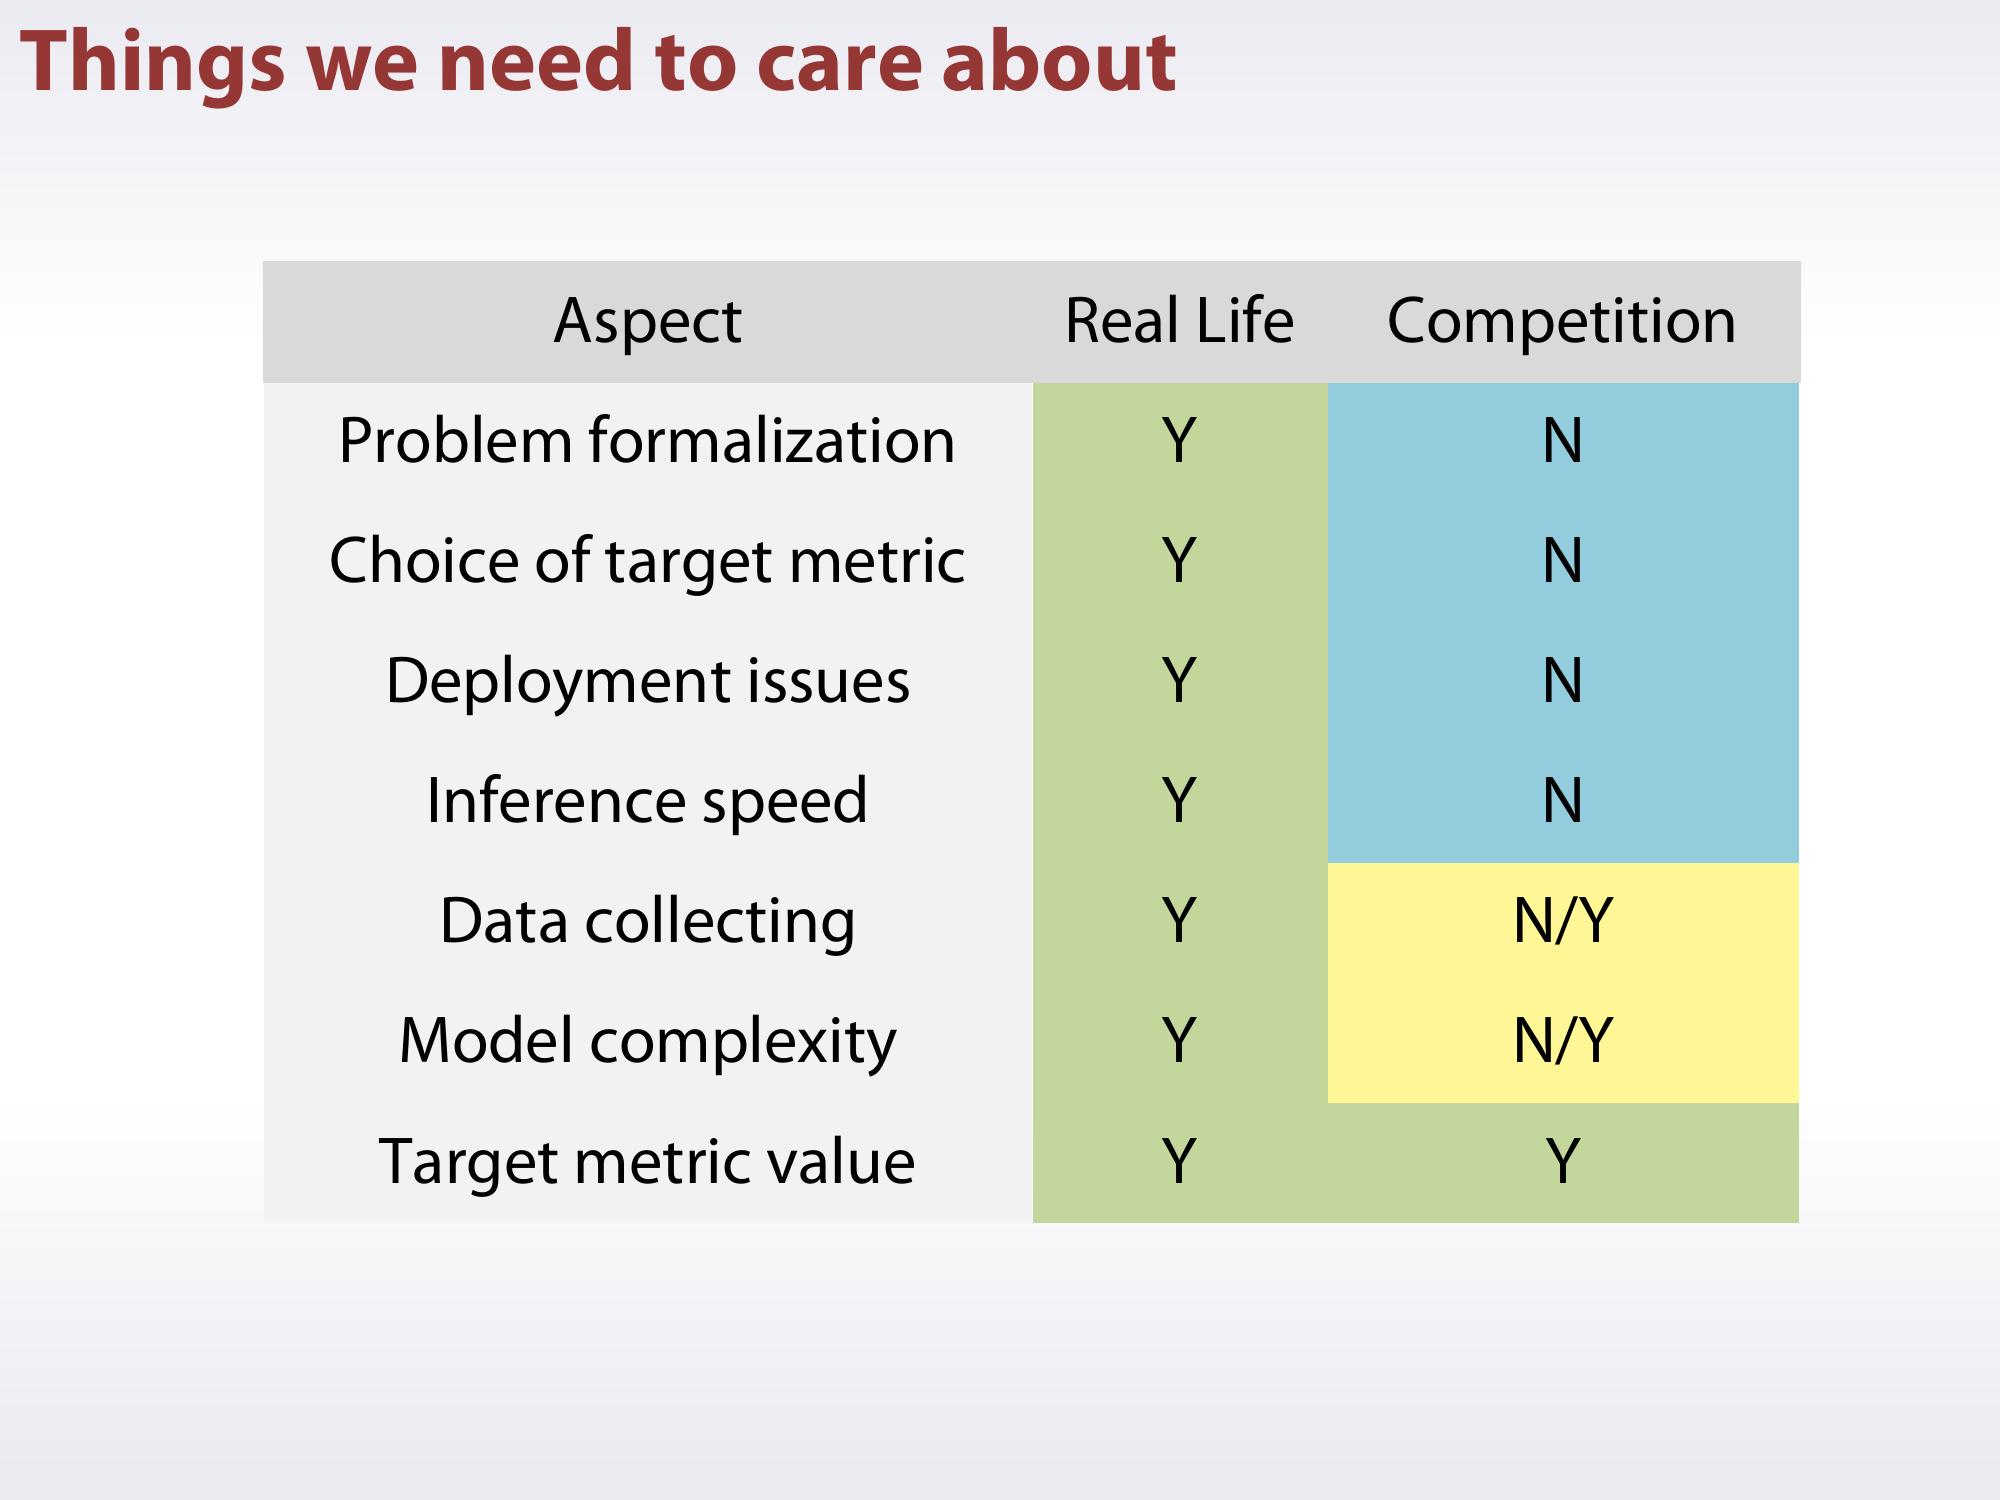 Things we need to care about
Aspect Real Life Competition
Problem formalization Y N
Choice of target metric Y N
Deployment issues Y N
Inference speed Y N
Data collecting Y N/Y
Model complexity Y N/Y
Target metric value Y Y